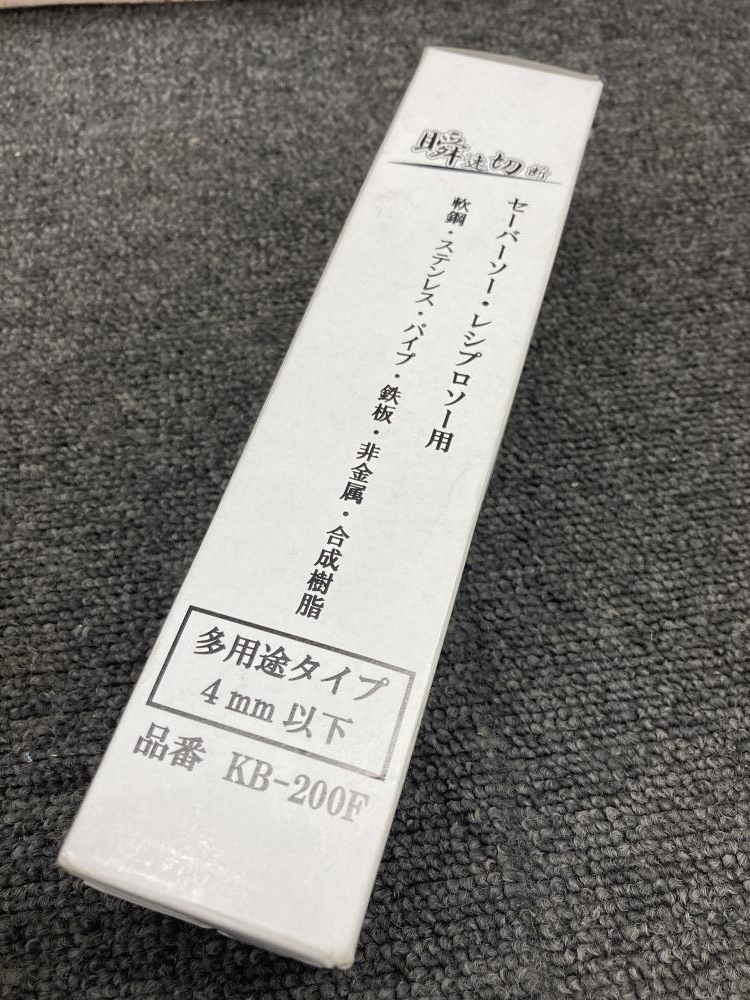 瞬速切断
セーバーソー・レシプロソー用
軟鋼・ステンレス・パイプ・鉄板・非金属・合成樹脂
多用途タイプ
4mm以下
品番 KB-200F